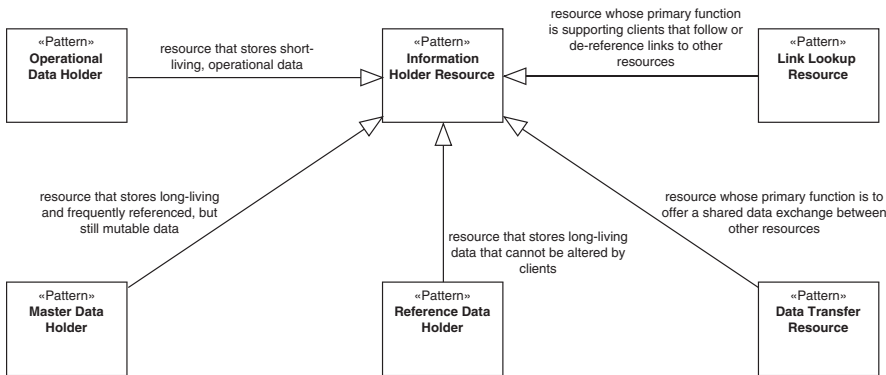 «Pattern»
Operational
Data Holder
resource that stores short-
living, operational data
«Pattern»
Information
Holder Resource
resource whose primary function
is supporting clients that follow or
de-reference links to other
resources
«Pattern»
Link Lookup
Resource
resource that stores long-living
and frequently referenced, but
still mutable data
resource that stores long-living
data that cannot be altered by
clients
resource whose primary function is to
offer a shared data exchange between
other resources
«Pattern»
Master Data
Holder
«Pattern»
Reference Data
Holder
«Pattern»
Data Transfer
Resource